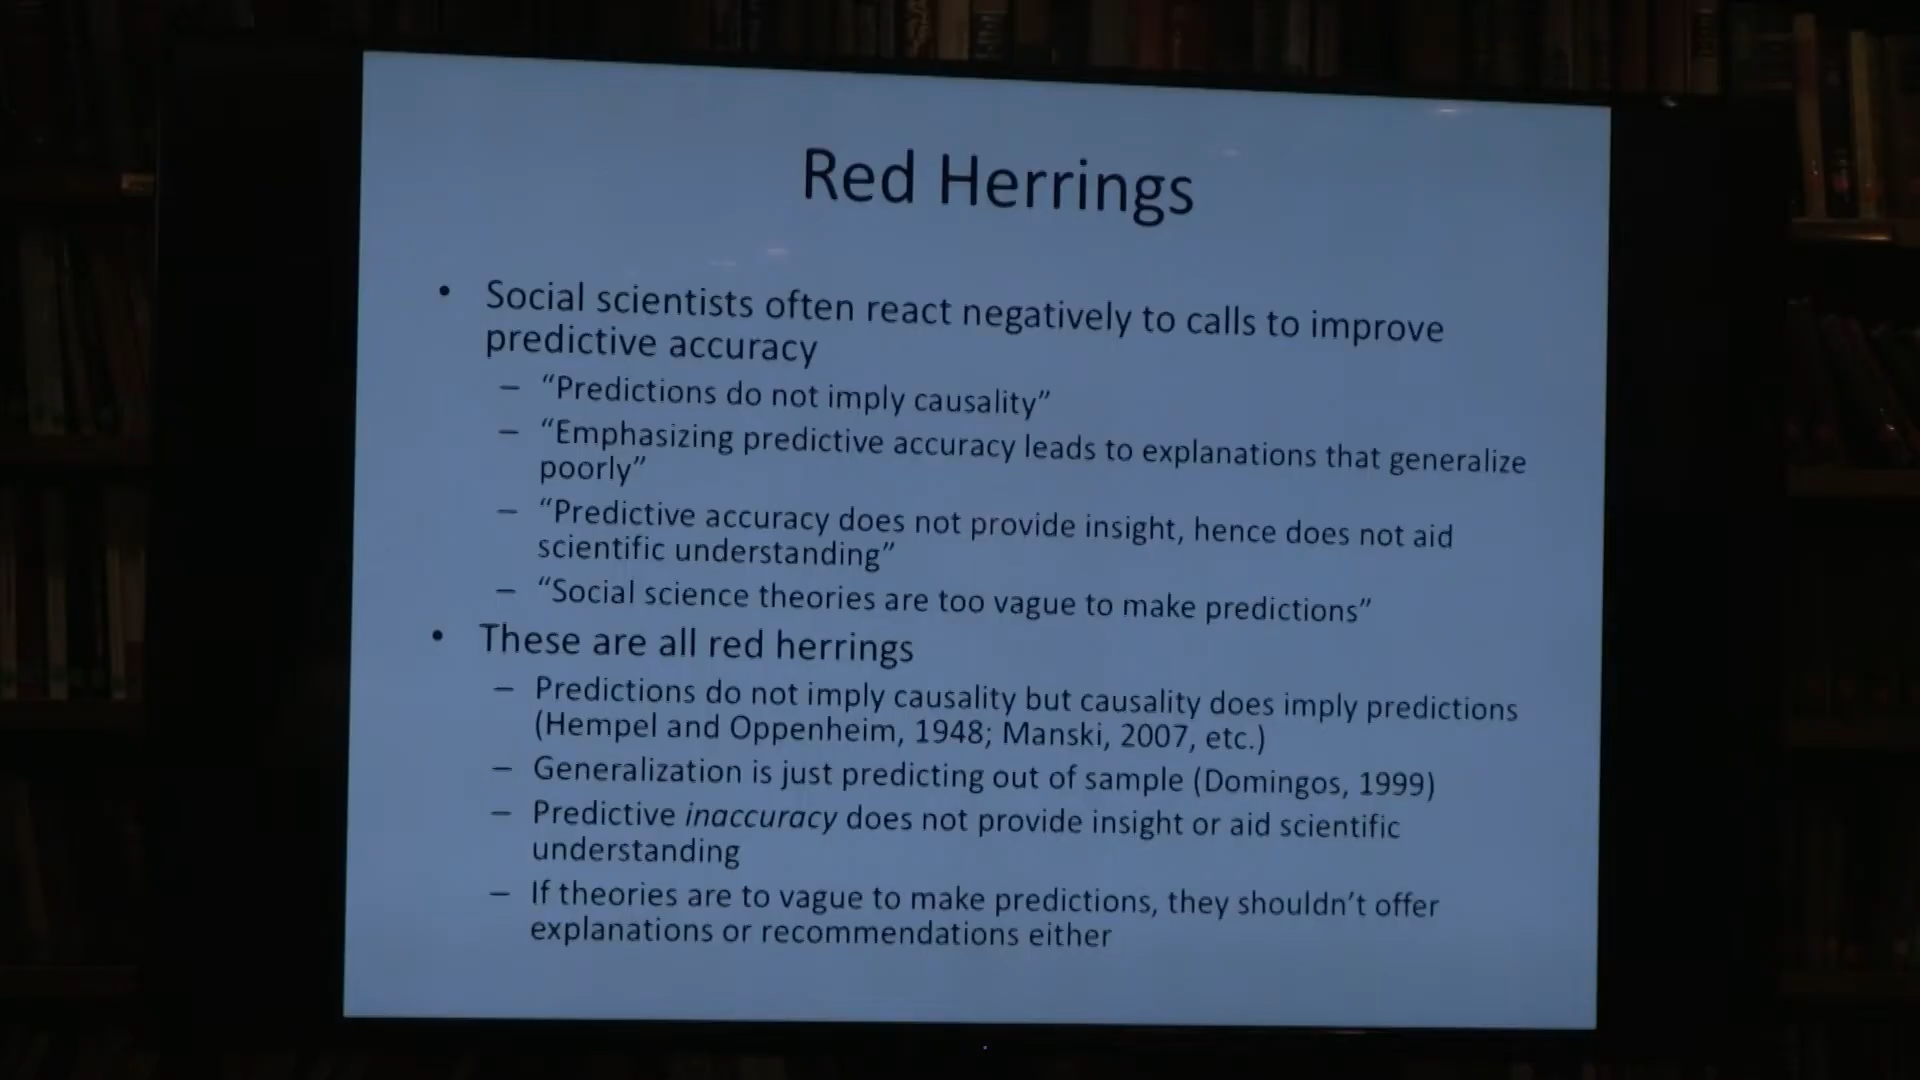 Red Herrings
• Social scientists often react negatively to calls to improve
predictive accuracy
– “Predictions do not imply causality”
– “Emphasizing predictive accuracy leads to explanations that generalize
poorly”
– “Predictive accuracy does not provide insight, hence does not aid
scientific understanding”
– “Social science theories are too vague to make predictions”
• These are all red herrings
– Predictions do not imply causality but causality does imply predictions
(Hempel and Oppenheim, 1948; Manski, 2007, etc.)
– Generalization is just predicting out of sample (Domingos, 1999)
– Predictive inaccuracy does not provide insight or aid scientific
understanding
– If theories are to vague to make predictions, they shouldn’t offer
explanations or recommendations either